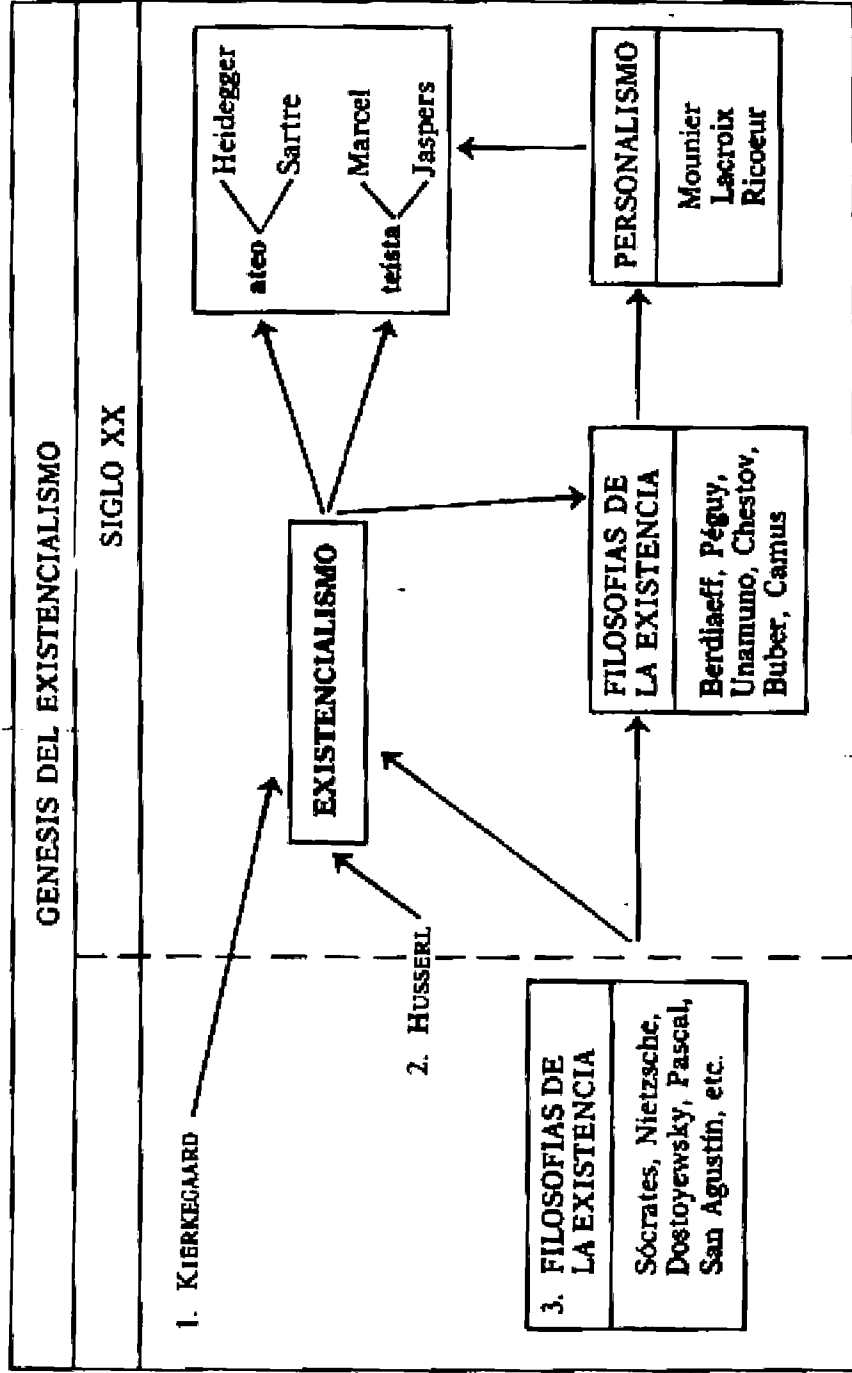 GENESIS DEL EXISTENCIALISMO
SIGLO XX
1. KIERKEGAARD
2. HUSSERL
3. FILOSOFIAS DE
LA EXISTENCIA
Sócrates, Nietzsche,
Dostoyewsky, Pascal,
San Agustín, etc.
EXISTENCIALISMO
ateo
Heidegger
Sartre
teísta
Marcel
Jaspers
FILOSOFIAS DE
LA EXISTENCIA
Berdiaeff, Péguy,
Unamuno, Chestov,
Buber, Camus
PERSONALISMO
Mounier
Lacroix
Ricoeur